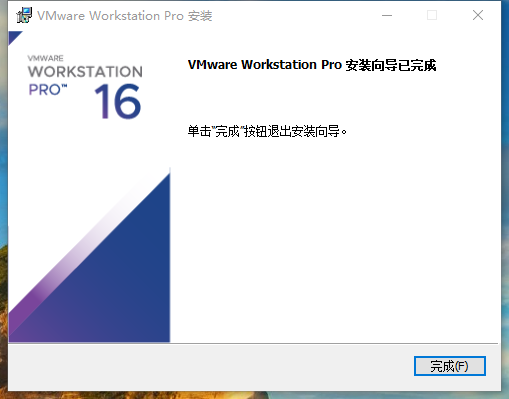 VMware Workstation Pro 安装
VMWARE
WORKSTATION
PRO™ 16
VMware Workstation Pro 安装向导已完成
单击"完成"按钮退出安装向导。
完成(F)